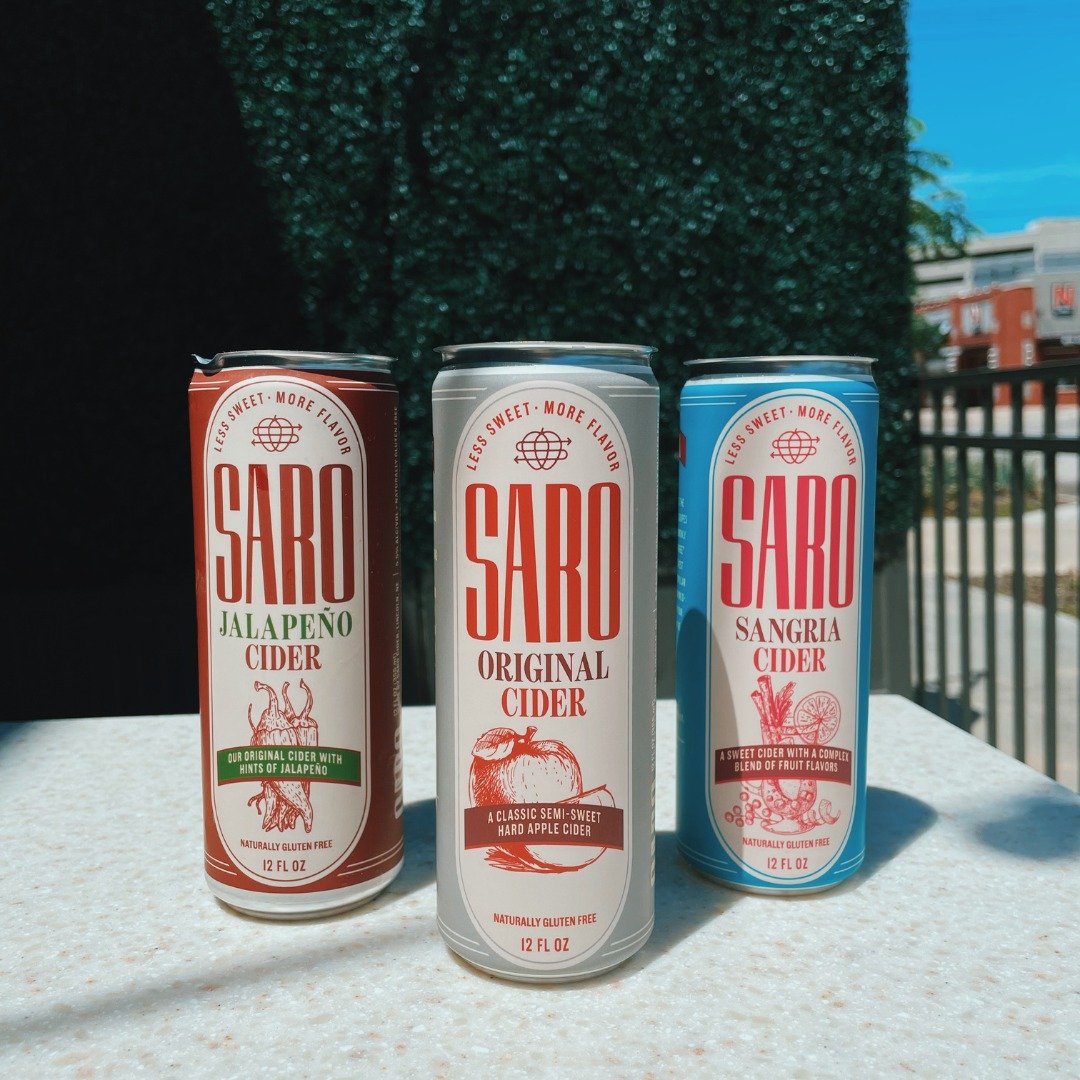 LESS SWEET · MORE FLAVOR
SARO
JALAPEÑO
CIDER
OUR ORIGINAL CIDER WITH
HINTS OF JALAPEÑO
NATURALLY GLUTEN FREE
12 FL OZ
LESS SWEET · MORE FLAVOR
SARO
ORIGINAL
CIDER
A CLASSIC SEMI-SWEET
HARD APPLE CIDER
NATURALLY GLUTEN FREE
12 FL OZ
LESS SWEET · MORE FLAVOR
SARO
SANGRIA
CIDER
A SWEET CIDER WITH A COMPLEX
BLEND OF FRUIT FLAVORS
NATURALLY GLUTEN FREE
12 FL OZ